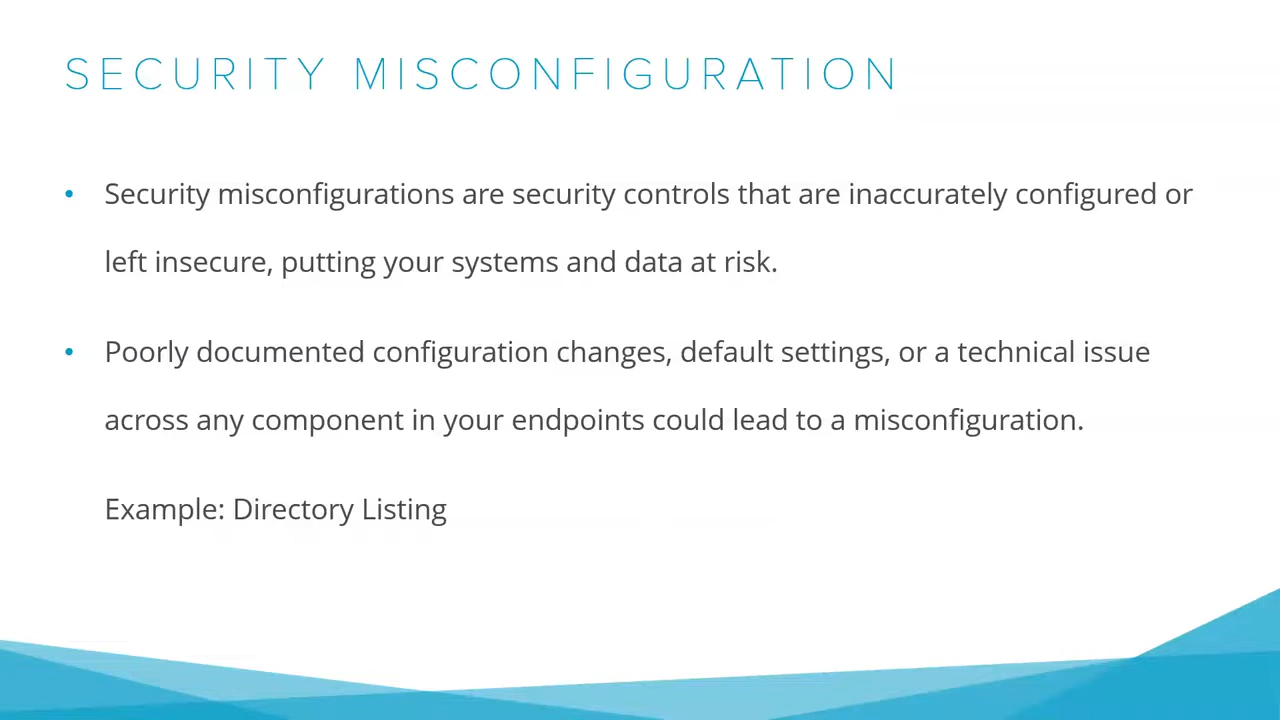 SECURITY MISCONFIGURATION
• Security misconfigurations are security controls that are inaccurately configured or
left insecure, putting your systems and data at risk.
• Poorly documented configuration changes, default settings, or a technical issue
across any component in your endpoints could lead to a misconfiguration.
Example: Directory Listing